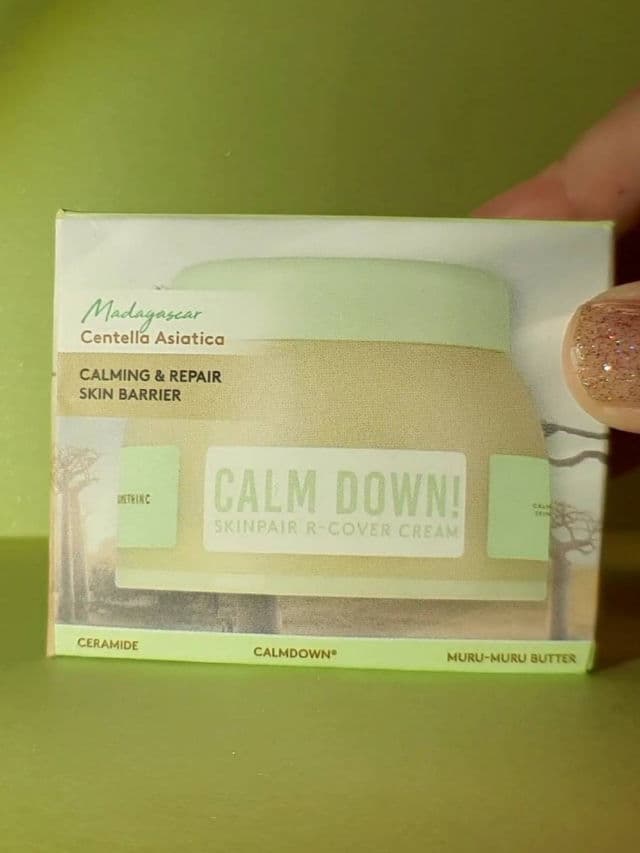 Madagascar
Centella Asiatica
CALMING & REPAIR
SKIN BARRIER
CALM DOWN!
SKINPAIR R-COVER CREAM
CERAMIDE
CALMDOWN®
MURU-MURU BUTTER